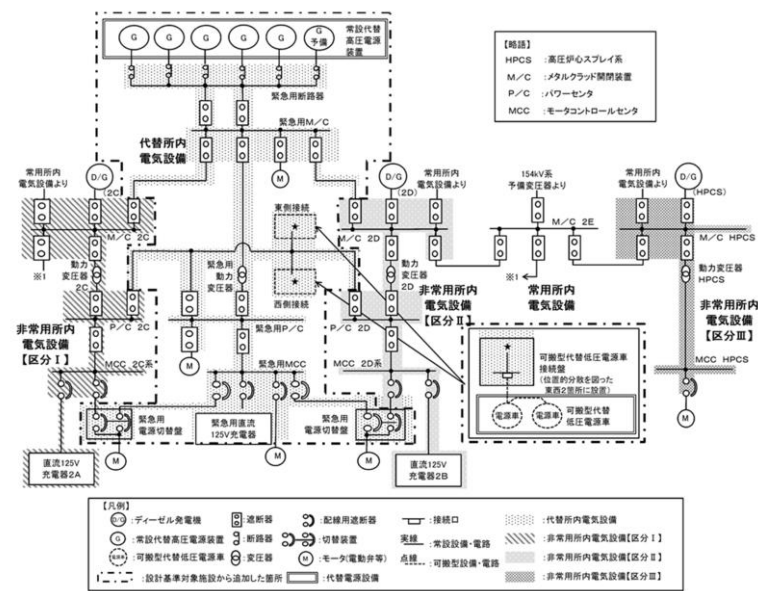 G
G
G
G
G
G
予備
常設代替
高圧電源
装置
緊急用断路器
緊急用M/C
代替所内
電気設備
【略語】
HPCS :高圧炉心スプレイ系
M/C :メタルクラッド開閉装置
P/C :パワーセンタ
MCC :モータコントロールセンタ
常用所内
電気設備より
D/G
(2C)
M
D/G
(2D)
常用所内
電気設備より
154kV系
予備変圧器より
常用所内
電気設備より
D/G
(HPCS)
東側接続
★
M/C 2C
M/C 2D
M/C 2E
M/C HPCS
※1
動力
変圧器
2C
緊急用
動力
変圧器
★
西側接続
動力
変圧器
2D
※1
動力変圧器
HPCS
非常用所内
電気設備
【区分Ⅰ】
P/C 2C
緊急用P/C
P/C 2D
非常用所内
電気設備
【区分Ⅱ】
常用所内
電気設備
非常用所内
電気設備
【区分Ⅲ】
M
MCC 2C系
緊急用MCC
MCC 2D系
MCC HPCS
★
可搬型代替低圧電源車
接続盤
(位置的分散を図った
東西2箇所に設置)
電源車
電源車
可搬型代替
低圧電源車
M
緊急用
電源切替盤
緊急用直流
125V充電器
緊急用
電源切替盤
直流125V
充電器2A
M
M
M
直流125V
充電器2B
【凡例】
D/G :ディーゼル発電機
:遮断器
:配線用遮断器
:接続口
:代替所内電気設備
G :常設代替高圧電源装置
:断路器
:切替装置
実線
:常設設備・電路
:非常用所内電気設備【区分Ⅰ】
電源車 :可搬型代替低圧電源車
:変圧器
M :モータ(電動弁等)
点線
:可搬型設備・電路
:非常用所内電気設備【区分Ⅱ】
:設計基準対象施設から追加した箇所
:代替電源設備
:非常用所内電気設備【区分Ⅲ】